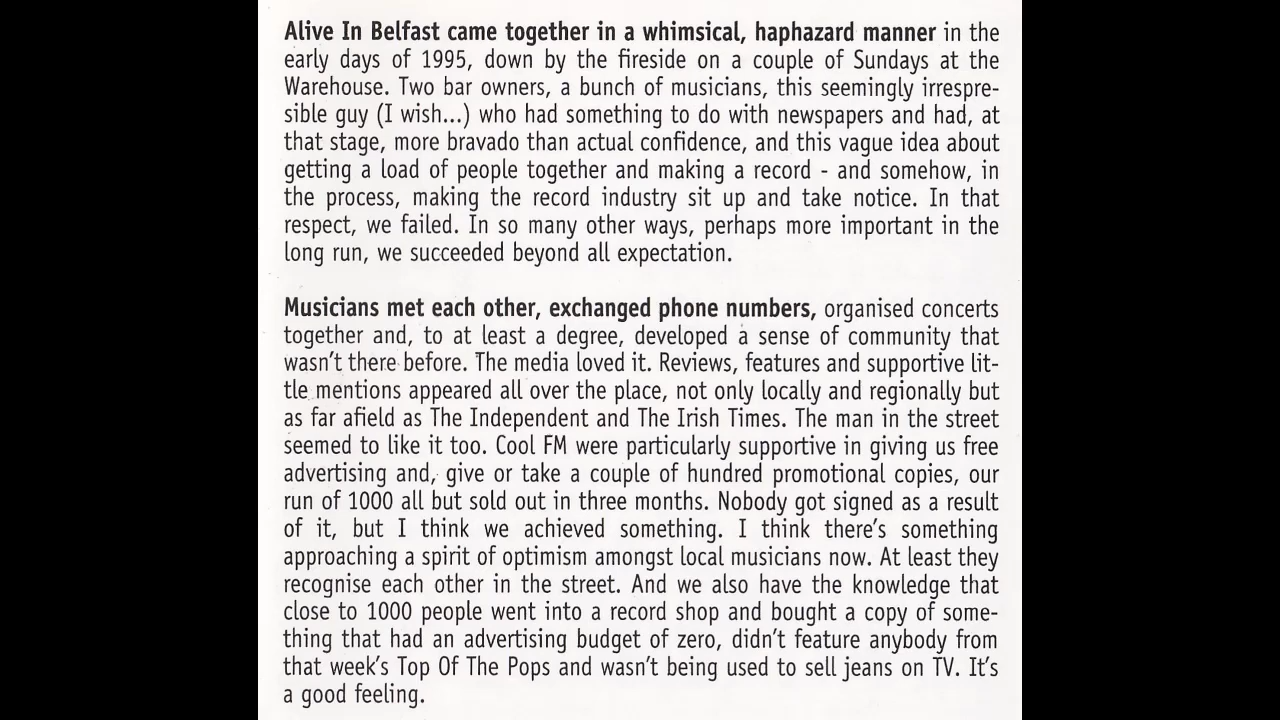 Alive In Belfast came together in a whimsical, haphazard manner in the
early days of 1995, down by the fireside on a couple of Sundays at the
Warehouse. Two bar owners, a bunch of musicians, this seemingly irrespre-
sible guy (I wish...) who had something to do with newspapers and had, at
that stage, more bravado than actual confidence, and this vague idea about
getting a load of people together and making a record - and somehow, in
the process, making the record industry sit up and take notice. In that
respect, we failed. In so many other ways, perhaps more important in the
long run, we succeeded beyond all expectation.
Musicians met each other, exchanged phone numbers, organised concerts
together and, to at least a degree, developed a sense of community that
wasn't there before. The media loved it. Reviews, features and supportive lit-
tle mentions appeared all over the place, not only locally and regionally but
as far afield as The Independent and The Irish Times. The man in the street
seemed to like it too. Cool FM were particularly supportive in giving us free
advertising and, give or take a couple of hundred promotional copies, our
run of 1000 all but sold out in three months. Nobody got signed as a result
of it, but I think we achieved something. I think there's something
approaching a spirit of optimism amongst local musicians now. At least they
recognise each other in the street. And we also have the knowledge that
close to 1000 people went into a record shop and bought a copy of some-
thing that had an advertising budget of zero, didn't feature anybody from
that week's Top Of The Pops and wasn't being used to sell jeans on TV. It's
a good feeling.